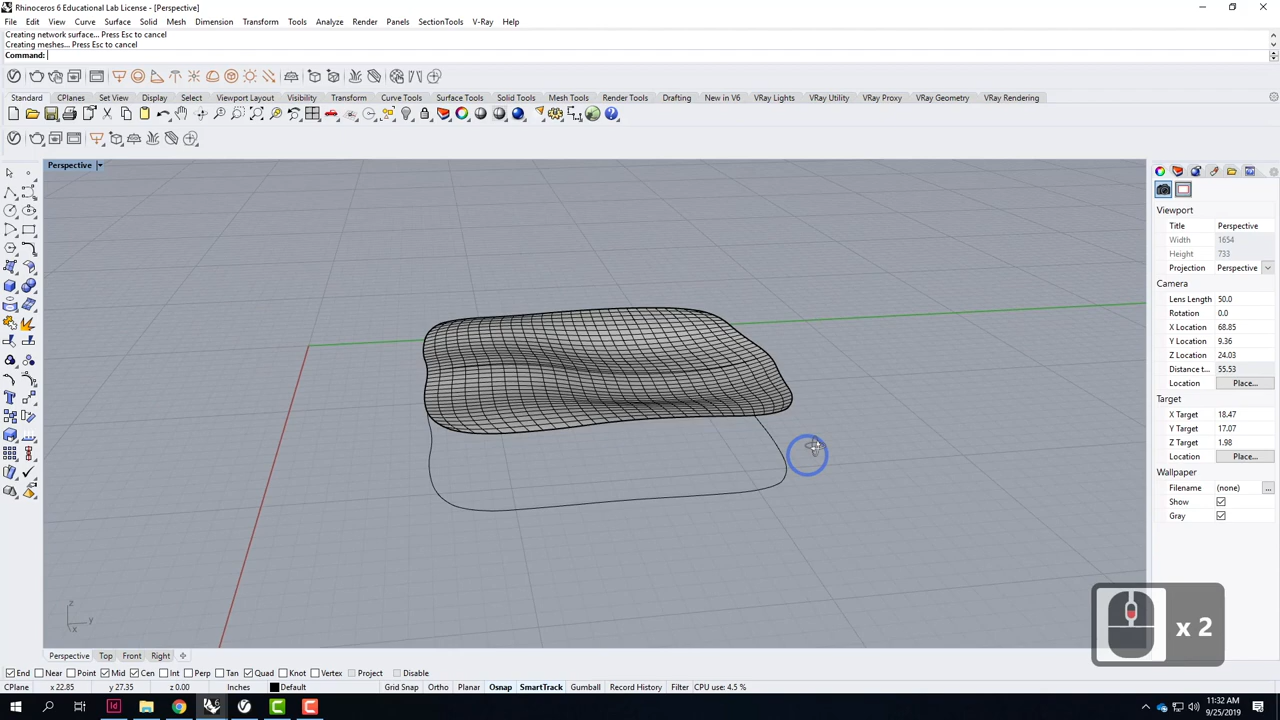 Rhinoceros 6 Educational Lab License - [Perspective]
File Edit View Curve Surface Solid Mesh Dimension Transform Tools Analyze Render Panels SectionTools V-Ray Help
Creating network surface... Press Esc to cancel
Creating meshes... Press Esc to cancel
Command:
Standard CPlanes Set View Display Select Viewport Layout Visibility Transform Curve Tools Surface Tools Solid Tools Mesh Tools Render Tools Drafting New in V6 VRay Lights VRay Utility VRay Proxy VRay Geometry VRay Rendering
Perspective
Viewport
Title Perspective
Width 1654
Height 733
Projection Perspective
Camera
Lens Length 50.0
Rotation 0.0
X Location 68.85
Y Location 9.36
Z Location 24.03
Distance t... 55.53
Location Place...
Target
X Target 18.47
Y Target 17.07
Z Target 1.98
Location Place...
Wallpaper
Filename (none) ...
Show
Gray
z
y
x
x 2
Perspective Top Front Right
End Near Point Mid Cen Int Perp Tan Quad Knot Vertex Project Disable
CPlane x 22.85 y 27.35 z 0.00 Inches Default Grid Snap Ortho Planar Osnap SmartTrack Gumball Record History Filter CPU use: 4.5 %
11:32 AM
9/25/2019